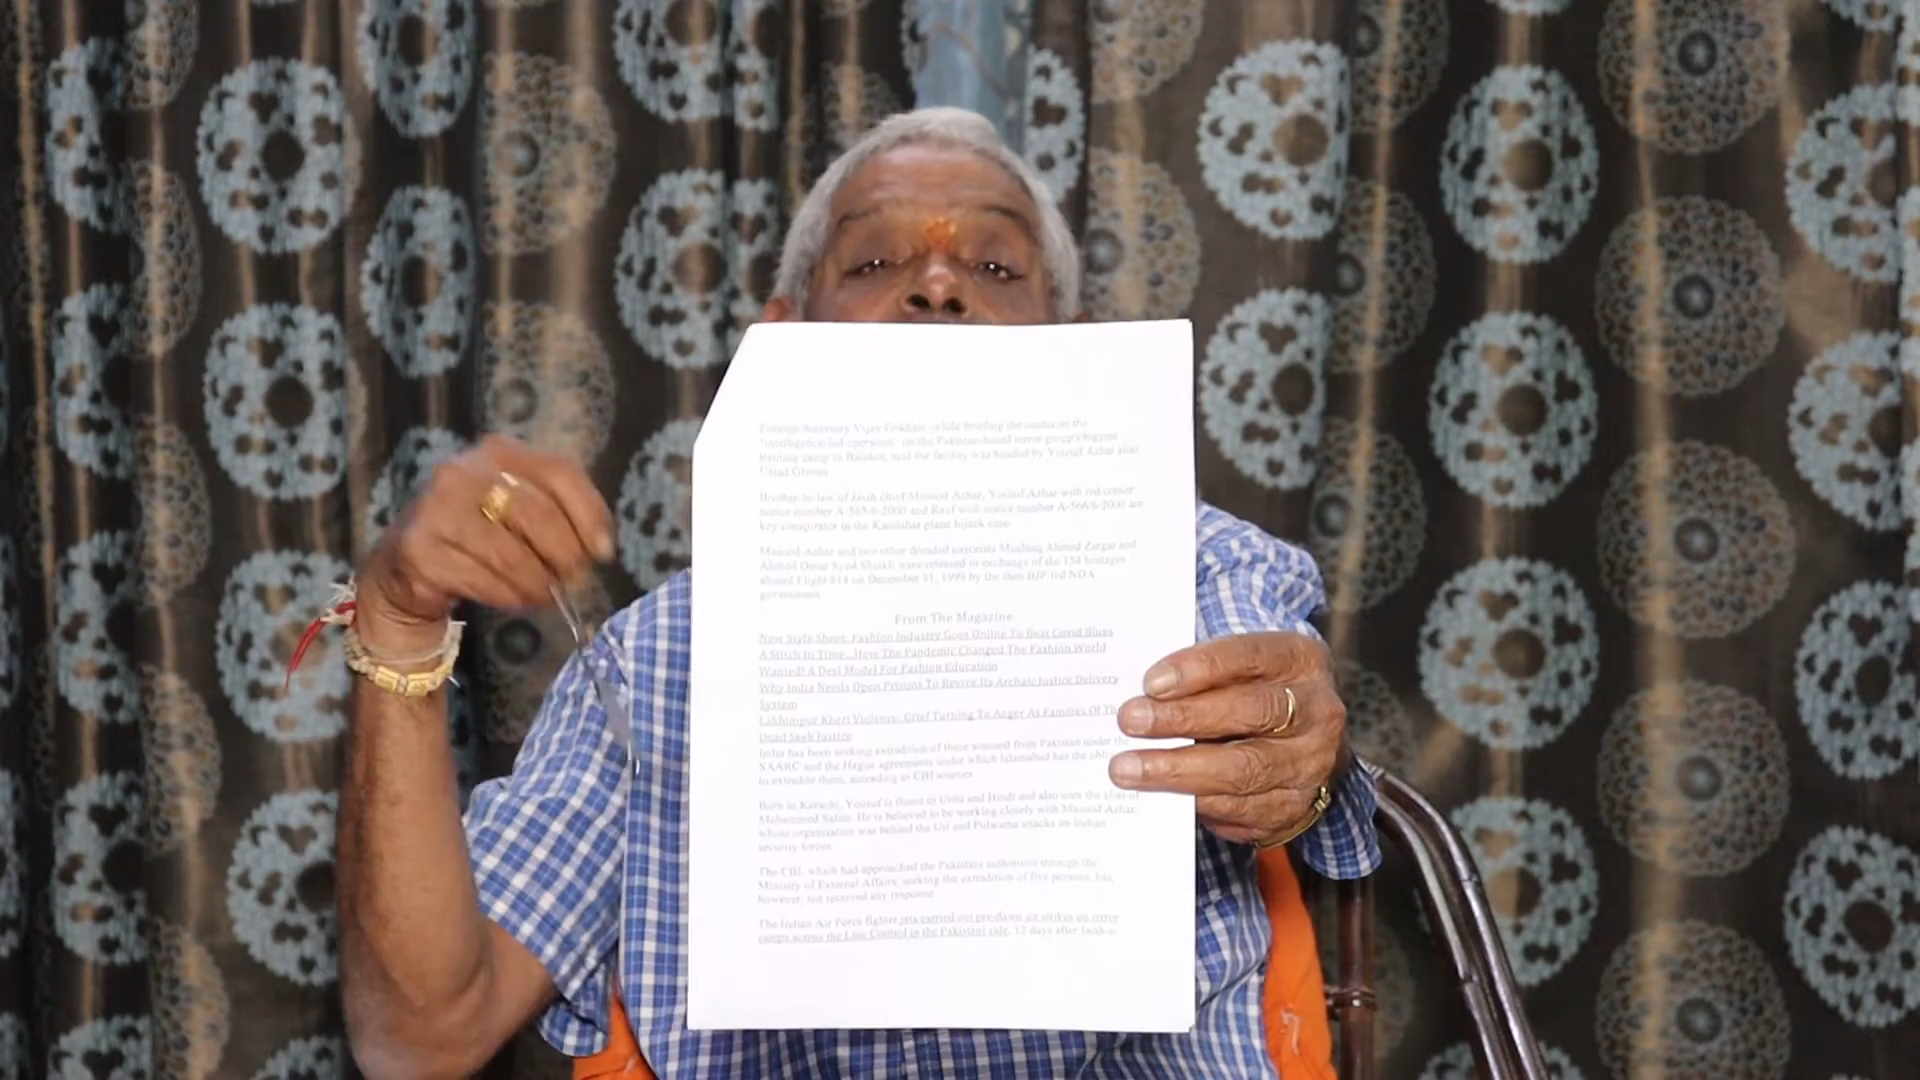 Foreign Secretary Vijay Gokhale, while briefing the media on the
"intelligence-led operation" on the Pakistan-based terror group's biggest
training camp in Balakot, said the facility was headed by Yousuf Azhar alias
Ustad Ghouri.
Brother-in-law of Jaish chief Masood Azhar, Yousuf Azhar with red corner
notice number A-565/6-2000 and Rauf with notice number A-566/6-2000 are
key conspirator in the Kandahar plane hijack case.
Masood Azhar and two other dreaded terrorists Mushtaq Ahmed Zargar and
Ahmed Omar Syed Sheikh were released in exchange of the 154 hostages
aboard Flight 814 on December 31, 1999 by the then BJP-led NDA
government.
From The Magazine
New Style Sheet: Fashion Industry Goes Online To Beat Covid Blues
A Stitch In Time...How The Pandemic Changed The Fashion World
Wanted! A Desi Model For Fashion Education
Why India Needs Open Prisons To Revive Its Archaic Justice Delivery
System
Lakhimpur Kheri Violence: Grief Turning To Anger As Families Of The
Dead Seek Justice
India has been seeking extradition of these accused from Pakistan under the
SAARC and the Hague agreements under which Islamabad has the
to extradite them, according to CBI sources
Born in Karachi, Yousuf is fluent in Urdu and Hindi and also uses the alias of
Mohammed Salim. He is believed to be working closely with Masood Azhar,
whose organisation was behind the Uri and Pulwama attacks on Indian
security forces.
The CBI, which had approached the Pakistani authorities through the
Ministry of External Affairs, seeking the extradition of five persons, has,
however, not received any response
The Indian Air Force fighter jets carried out pre-dawn air strikes on terror
camps across the Line Control in the Pakistani side, 12 days after Jaish-e-